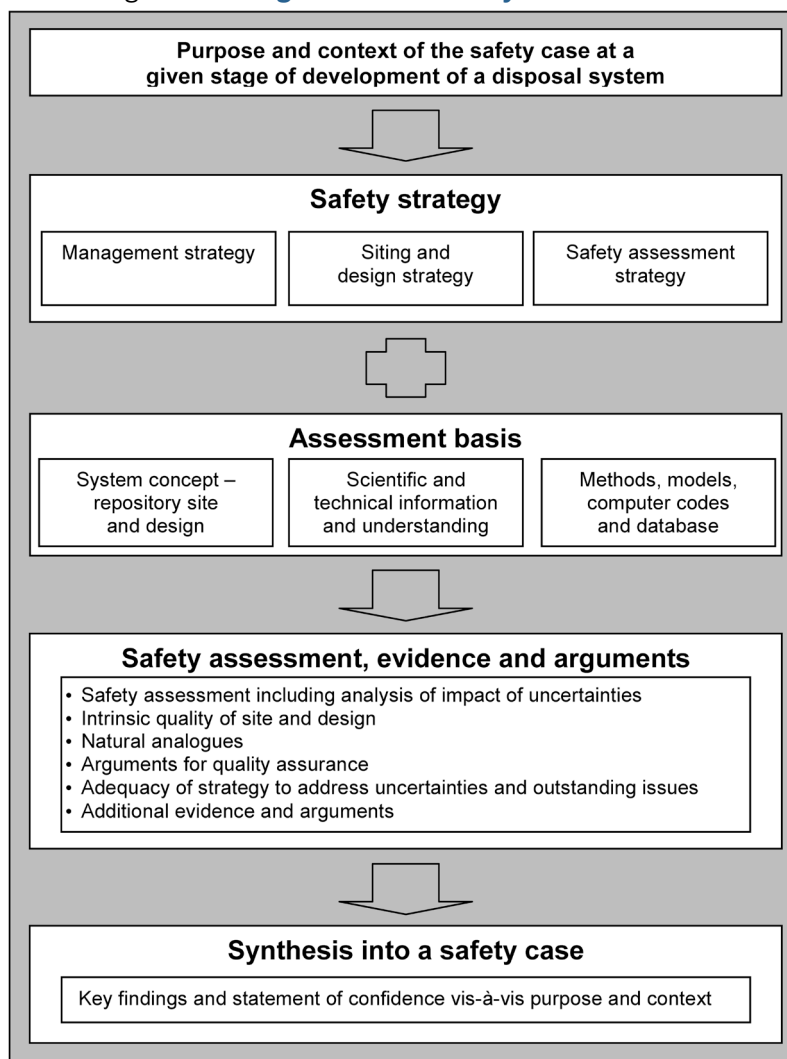 Purpose and context of the safety case at a
given stage of development of a disposal system
Safety strategy
Management strategy
Siting and
design strategy
Safety assessment
strategy
Assessment basis
System concept –
repository site
and design
Scientific and
technical information
and understanding
Methods, models,
computer codes
and database
Safety assessment, evidence and arguments
• Safety assessment including analysis of impact of uncertainties
• Intrinsic quality of site and design
• Natural analogues
• Arguments for quality assurance
• Adequacy of strategy to address uncertainties and outstanding issues
• Additional evidence and arguments
Synthesis into a safety case
Key findings and statement of confidence vis-à-vis purpose and context